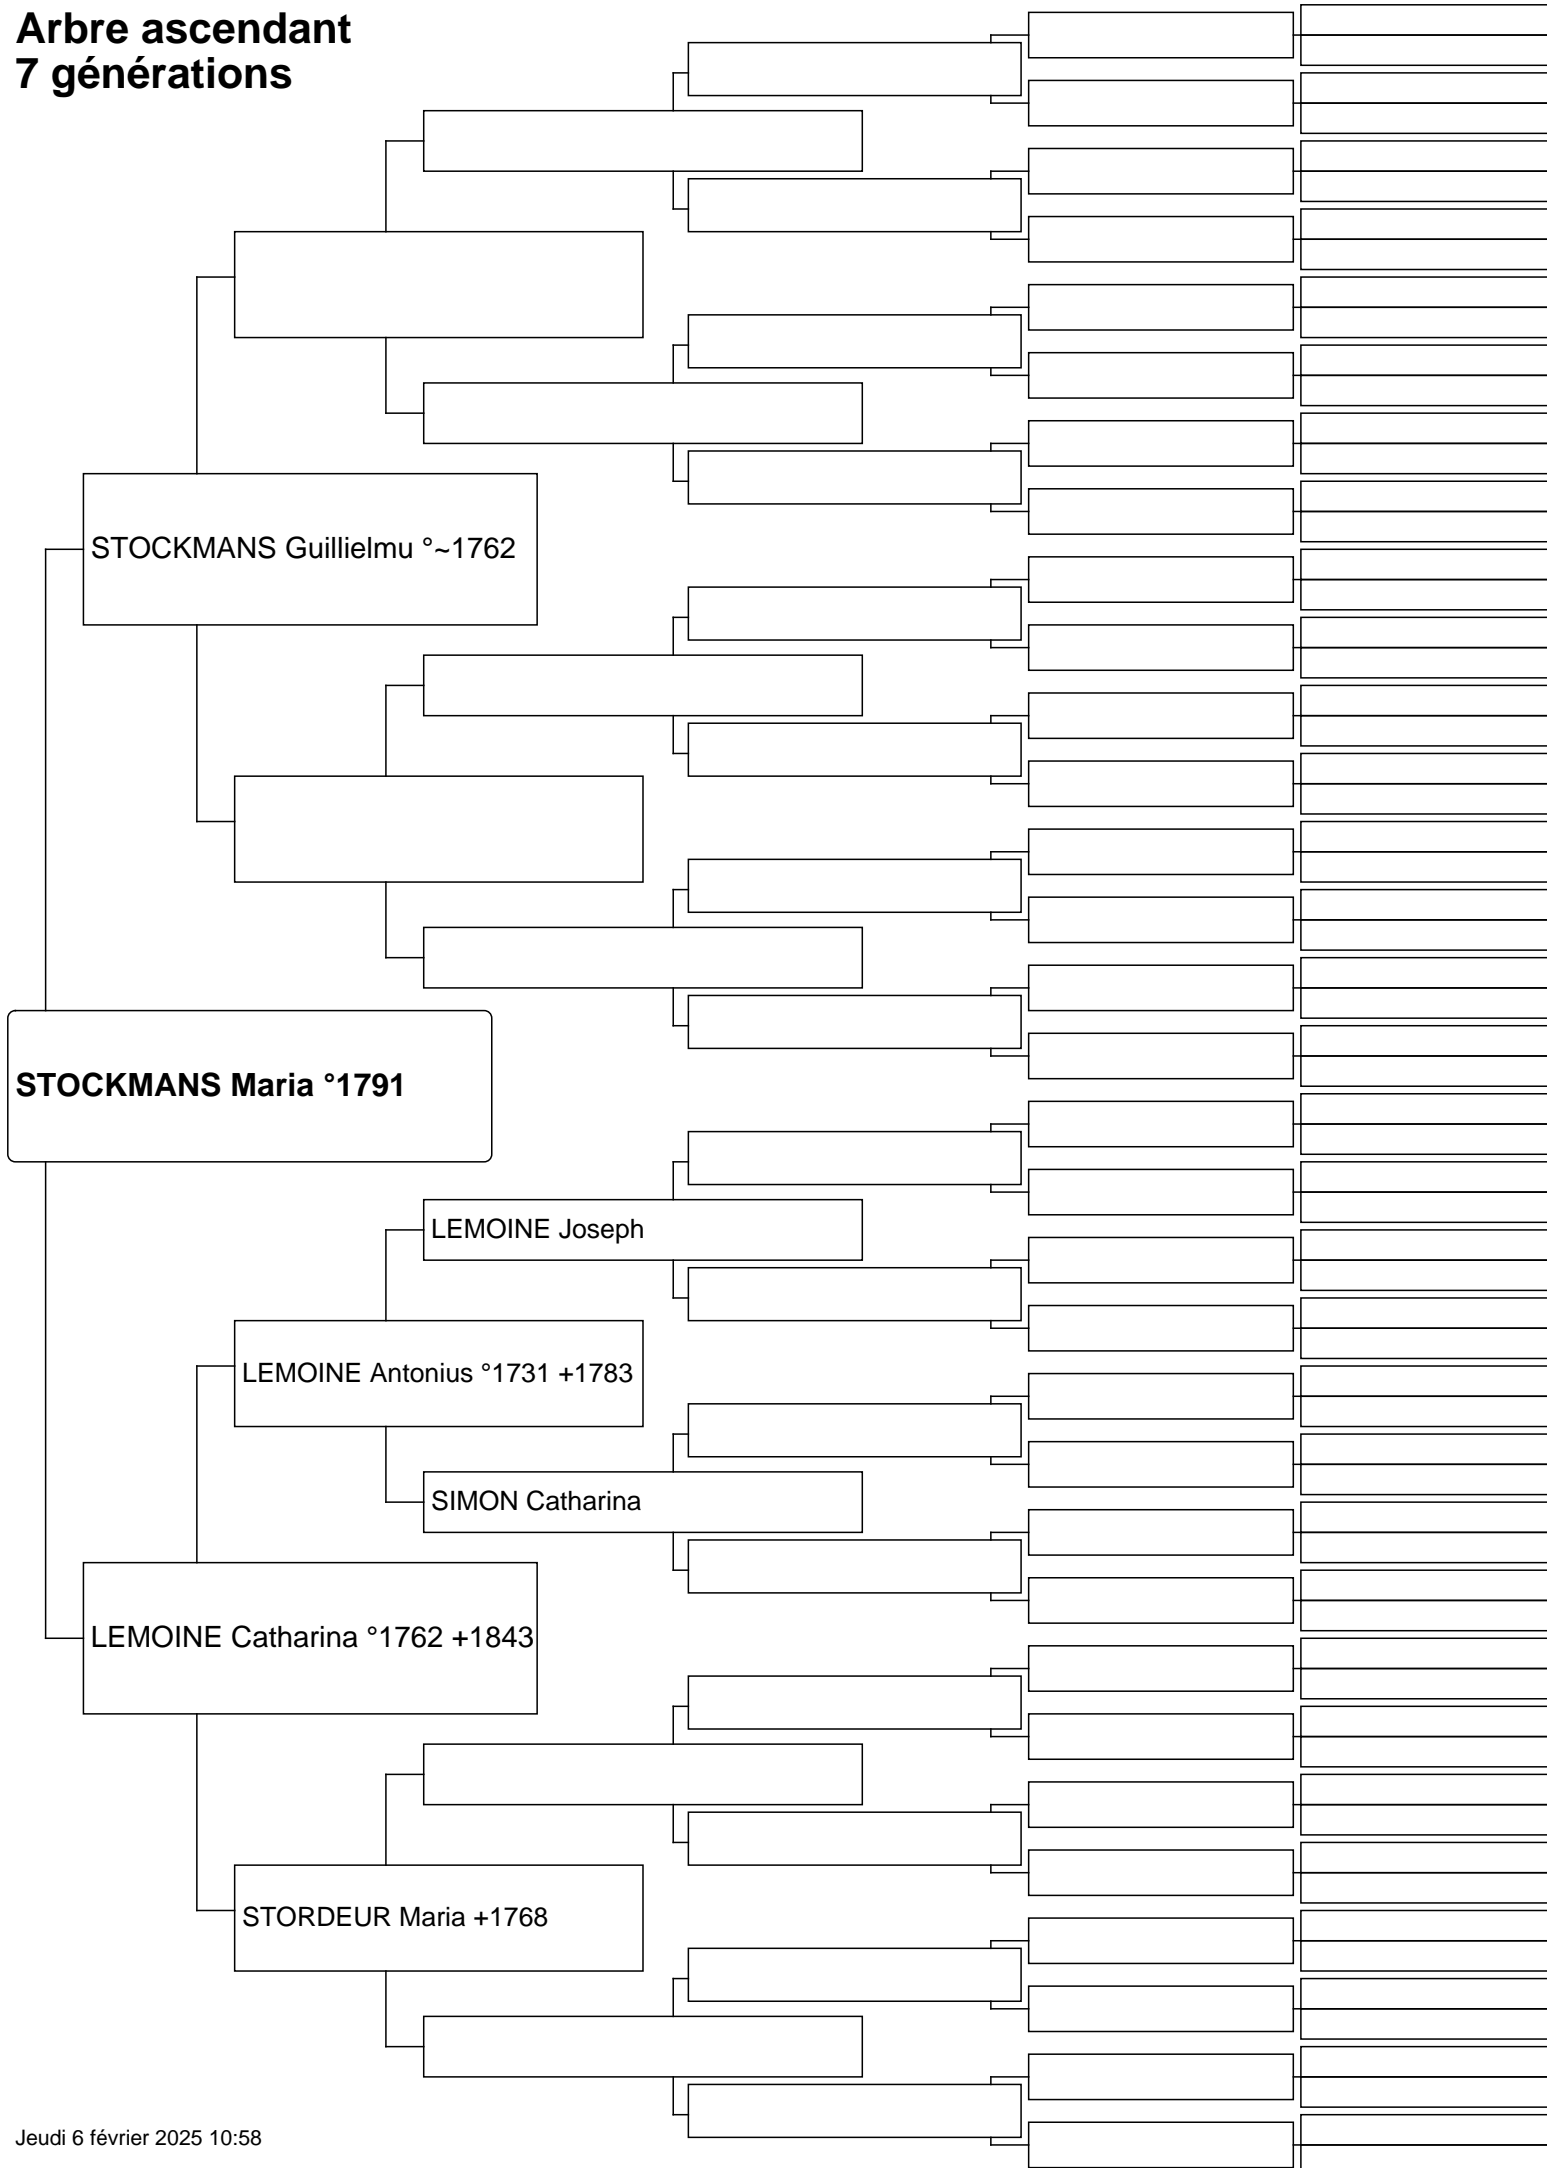 Arbre ascendant
7 générations
STOCKMANS Guillielmu °~1762
STOCKMANS Maria °1791
LEMOINE Joseph
LEMOINE Antonius °1731 +1783
SIMON Catharina
LEMOINE Catharina °1762 +1843
STORDEUR Maria +1768
Jeudi 6 février 2025 10:58